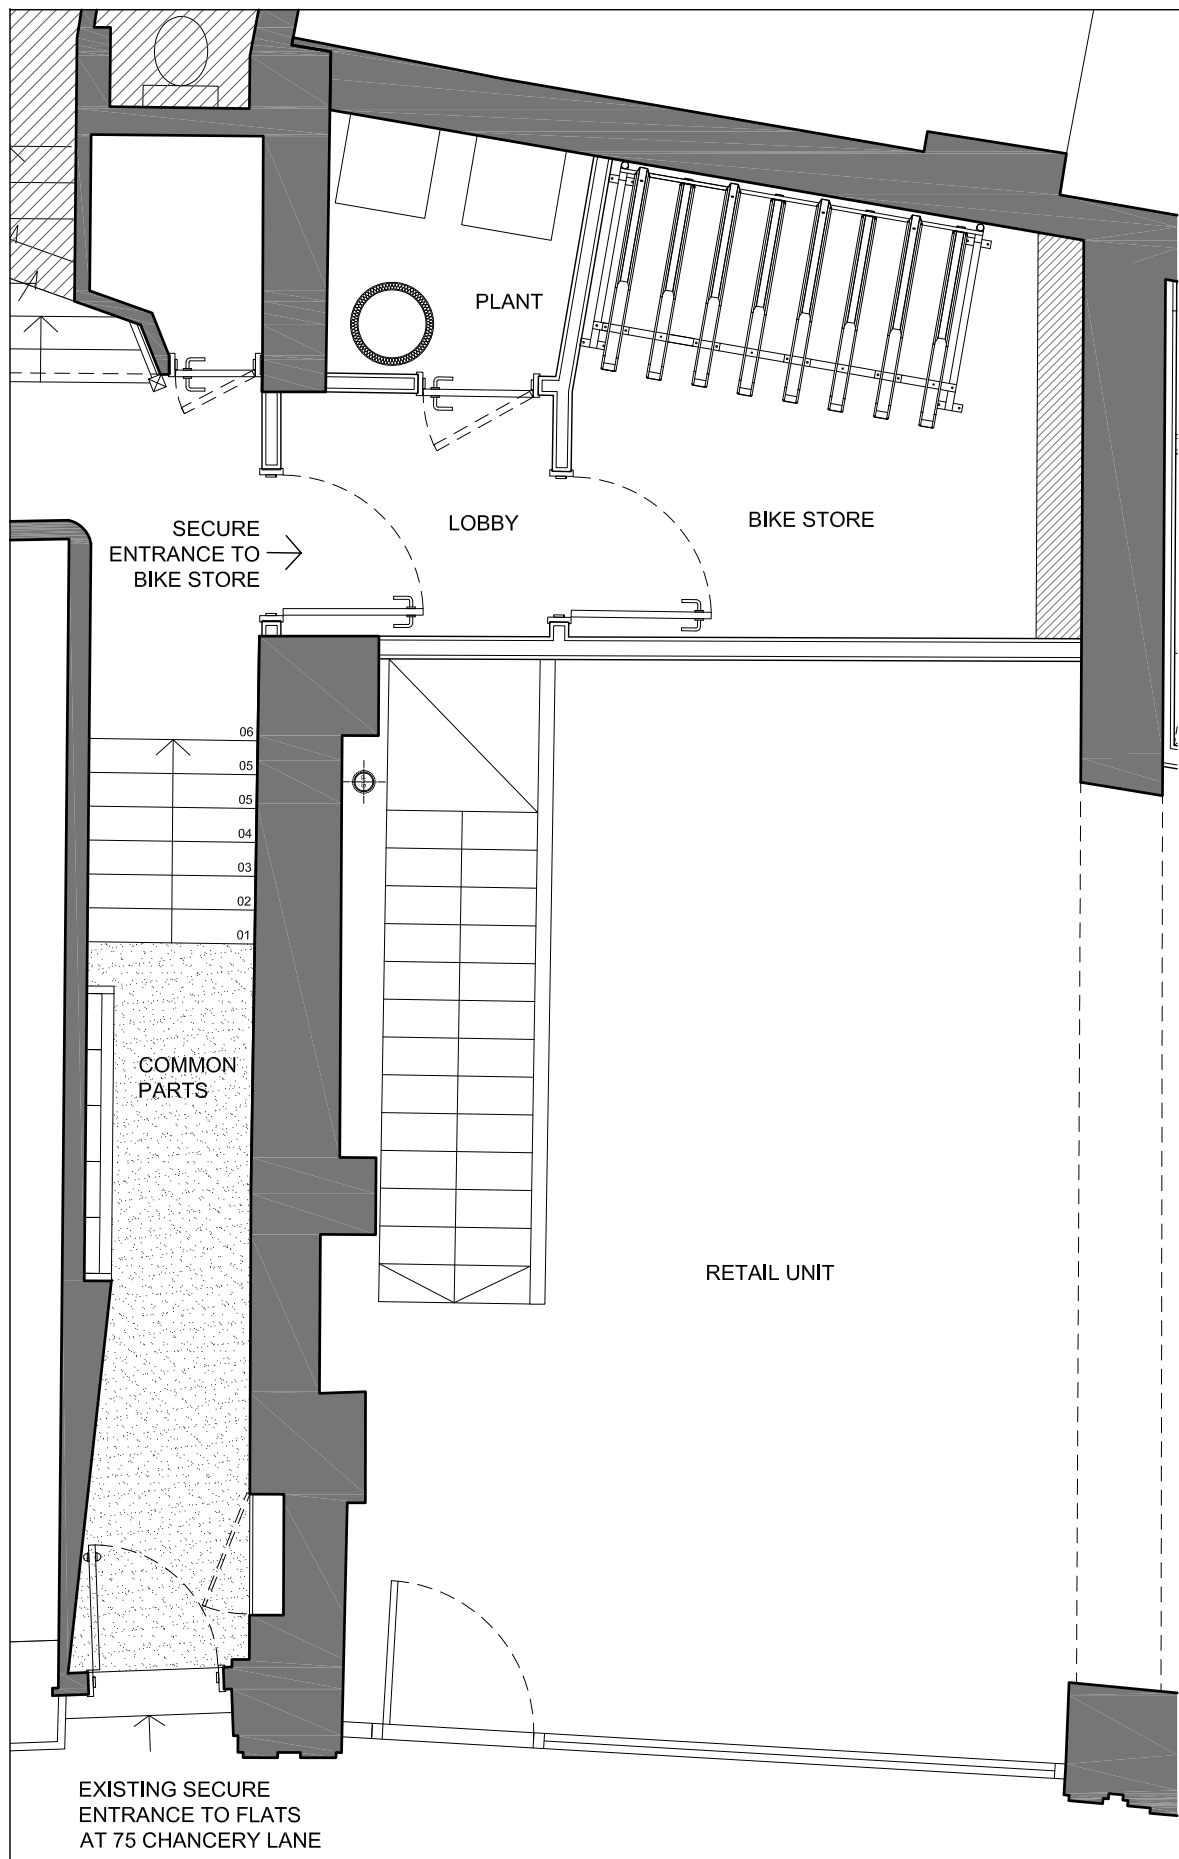 PLANT
SECURE
ENTRANCE TO
BIKE STORE
LOBBY
BIKE STORE
06
05
05
04
03
02
01
COMMON
PARTS
RETAIL UNIT
EXISTING SECURE
ENTRANCE TO FLATS
AT 75 CHANCERY LANE